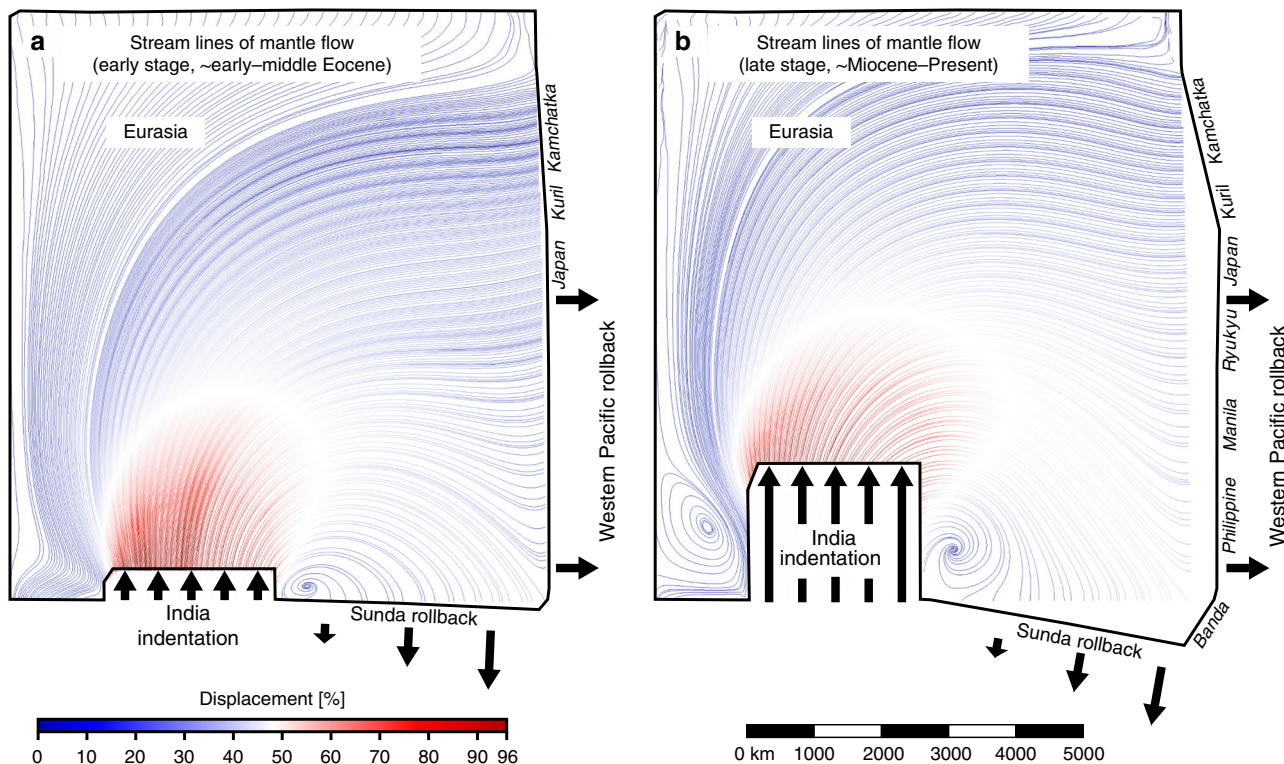 a
Stream lines of mantle flow
(early stage, ~early–middle Eocene)
Eurasia
Kamchatka
Kuril
Japan
Western Pacific rollback
India
indentation
Sunda rollback
Displacement [%]
0 10 20 30 40 50 60 70 80 90 96
b
Stream lines of mantle flow
(late stage, ~Miocene–Present)
Eurasia
Kamchatka
Kuril
Japan
Ryukyu
Manila
Philippine
Banda
Western Pacific rollback
India
indentation
Sunda rollback
0 km 1000 2000 3000 4000 5000